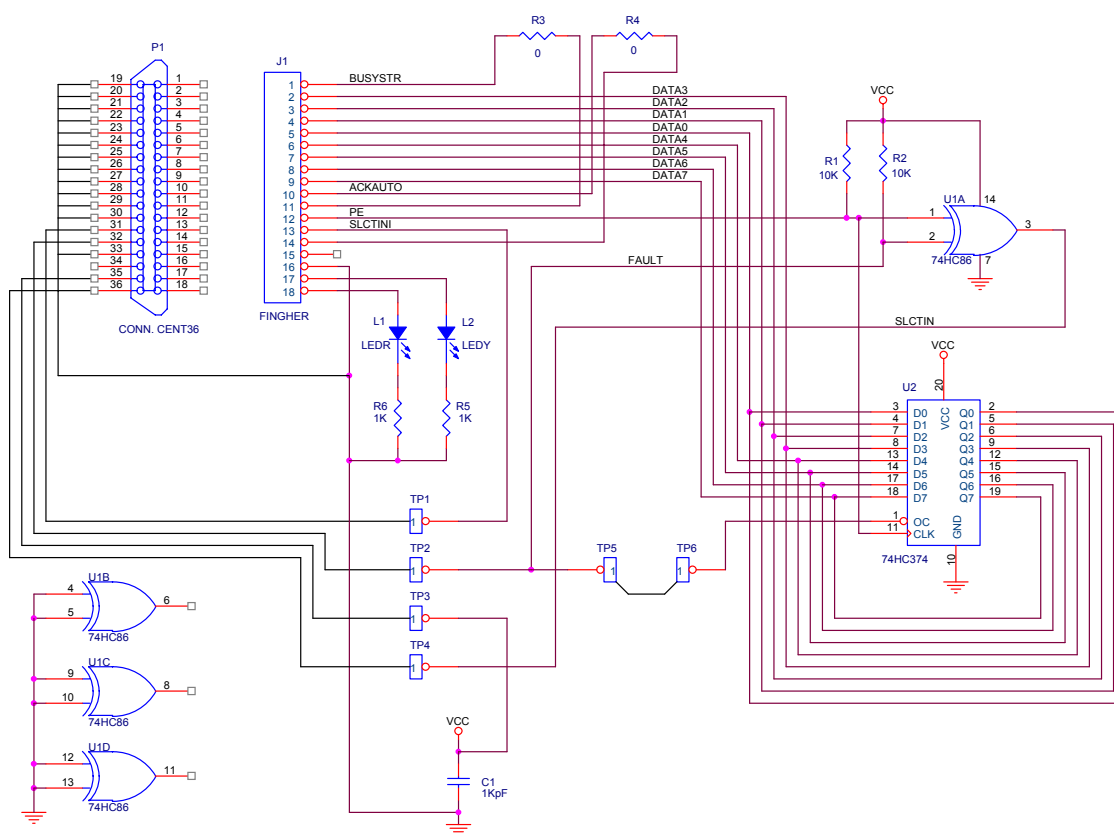 P1
19 1
20 2
21 3
22 4
23 5
24 6
25 7
26 8
27 9
28 10
29 11
30 12
31 13
32 14
33 15
34 16
35 17
36 18
CONN. CENT36
J1
1
2
3
4
5
6
7
8
9
10
11
12
13
14
15
16
17
18
FINGHER
BUSYSTR
ACKAUTO
PE
SLCTINI
R3
0
R4
0
DATA3
DATA2
DATA1
DATA0
DATA4
DATA5
DATA6
DATA7
FAULT
SLCTIN
VCC
R1
10K
R2
10K
U1A
14
1
2
3
7
74HC86
L1
LEDR
L2
LEDY
R6
1K
R5
1K
VCC
U2
20
VCC
3 D0 Q0 2
4 D1 Q1 5
7 D2 Q2 6
8 D3 Q3 9
13 D4 Q4 12
14 D5 Q5 15
17 D6 Q6 16
18 D7 Q7 19
1 OC
11 CLK
GND
10
74HC374
TP1
1
TP2
1
TP3
1
TP4
1
TP5
1
TP6
1
U1B
4
5
6
74HC86
U1C
9
10
8
74HC86
U1D
12
13
11
74HC86
VCC
C1
1KpF